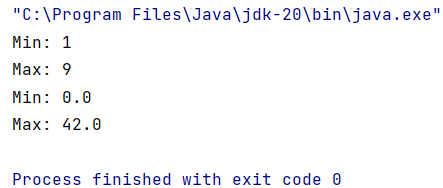 "C:\Program Files\Java\jdk-20\bin\java.exe"
Min: 1
Max: 9
Min: 0.0
Max: 42.0
Process finished with exit code 0